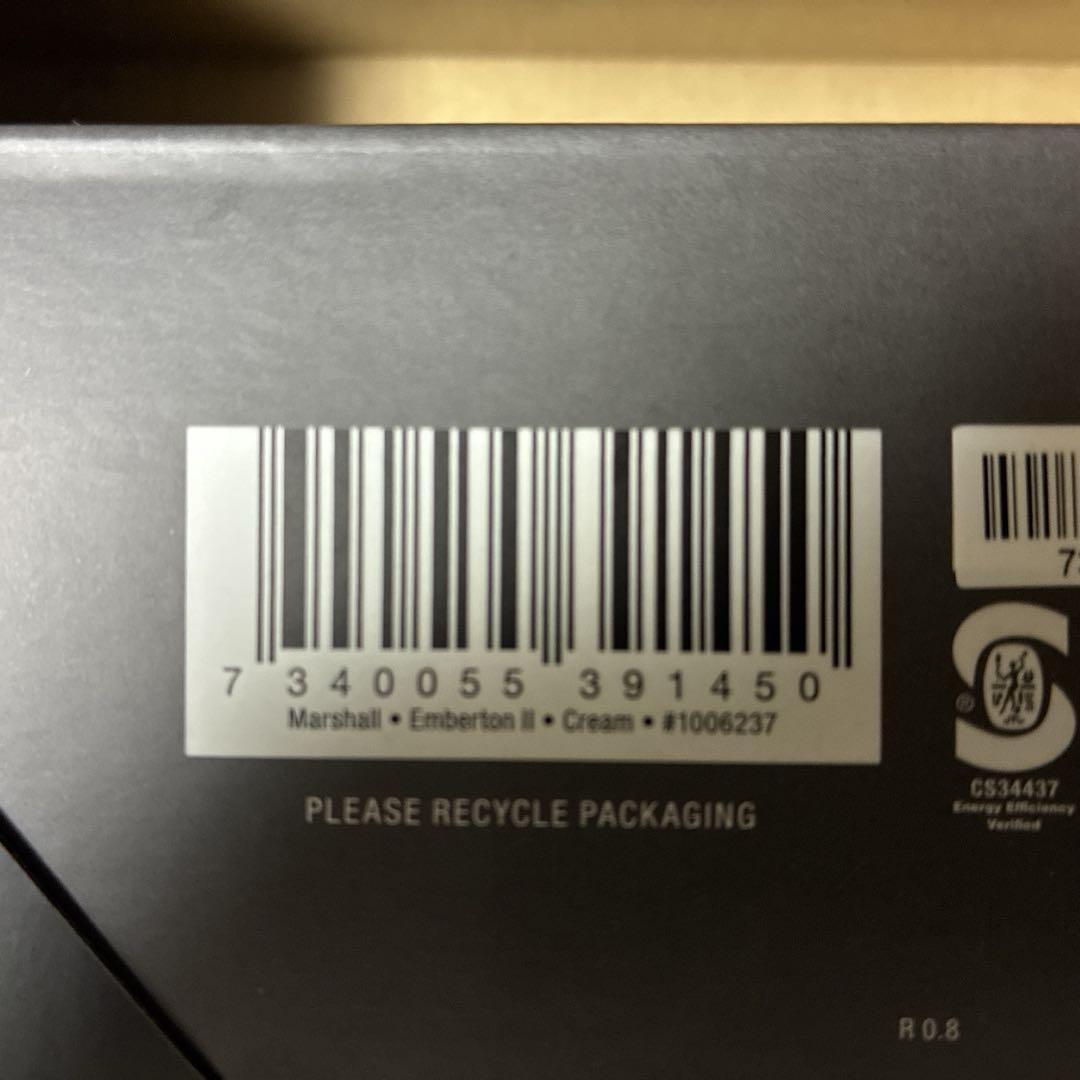 7 340055 391450
Marshall • Emberton II • Cream • #1006237
PLEASE RECYCLE PACKAGING
®
CS34437
Energy Efficiency
Verified
R 0.8